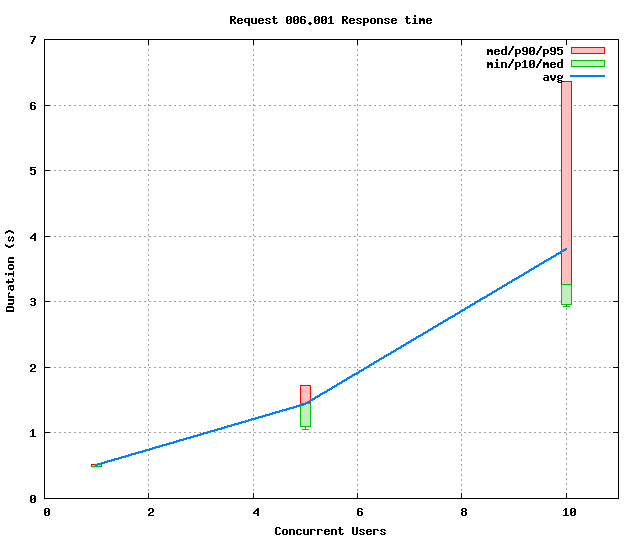 Request 006.001 Response time
med/p90/p95
min/p10/med
avg
7
6
5
4
3
2
1
0
Duration (s)
0 2 4 6 8 10
Concurrent Users